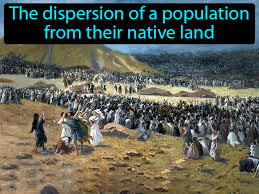 The dispersion of a population
from their native land